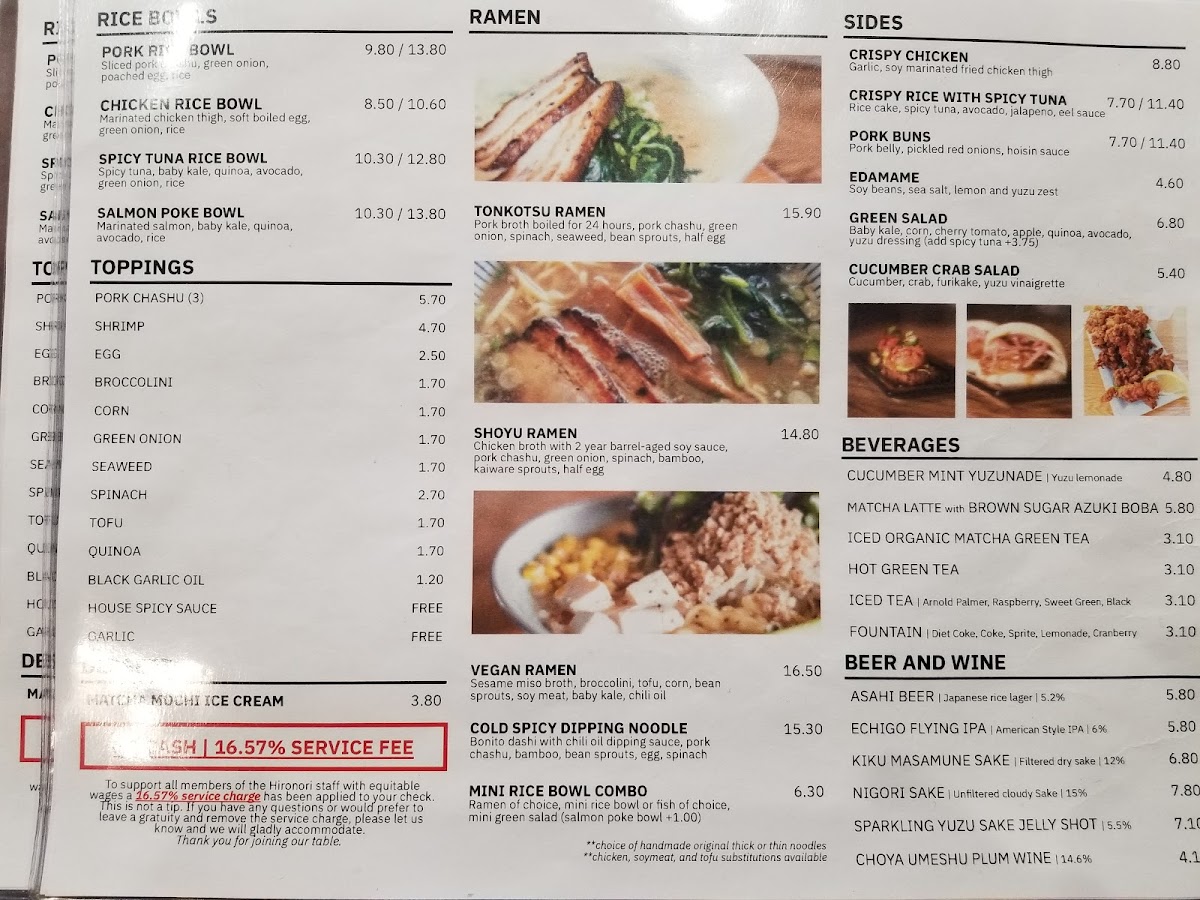 RICE BOWLS
PORK RICE BOWL 9.80 / 13.80
Sliced pork chashu, green onion,
poached egg, rice
CHICKEN RICE BOWL 8.50 / 10.60
Marinated chicken thigh, soft boiled egg,
green onion, rice
SPICY TUNA RICE BOWL 10.30 / 12.80
Spicy tuna, baby kale, quinoa, avocado,
green onion, rice
SALMON POKE BOWL 10.30 / 13.80
Marinated salmon, baby kale, quinoa,
avocado, rice
TOPPINGS
PORK CHASHU (3) 5.70
SHRIMP 4.70
EGG 2.50
BROCCOLINI 1.70
CORN 1.70
GREEN ONION 1.70
SEAWEED 1.70
SPINACH 2.70
TOFU 1.70
QUINOA 1.70
BLACK GARLIC OIL 1.20
HOUSE SPICY SAUCE FREE
GARLIC FREE
MATCHA MOCHI ICE CREAM 3.80
CASH | 16.57% SERVICE FEE
To support all members of the Hironori staff with equitable
wages a 16.57% service charge has been applied to your check.
This is not a tip. If you have any questions or would prefer to
leave a gratuity and remove the service charge, please let us
know and we will gladly accommodate.
Thank you for joining our table.
RAMEN
TONKOTSU RAMEN 15.90
Pork broth boiled for 24 hours, pork chashu, green
onion, spinach, seaweed, bean sprouts, half egg
SHOYU RAMEN 14.80
Chicken broth with 2 year barrel-aged soy sauce,
pork chashu, green onion, spinach, bamboo,
kaiware sprouts, half egg
VEGAN RAMEN 16.50
Sesame miso broth, broccolini, tofu, corn, bean
sprouts, soy meat, baby kale, chili oil
COLD SPICY DIPPING NOODLE 15.30
Bonito dashi with chili oil dipping sauce, pork
chashu, bamboo, bean sprouts, egg, spinach
MINI RICE BOWL COMBO 6.30
Ramen of choice, mini rice bowl or fish of choice,
mini green salad (salmon poke bowl +1.00)
**choice of handmade original thick or thin noodles
**chicken, soymeat, and tofu substitutions available
SIDES
CRISPY CHICKEN 8.80
Garlic, soy marinated fried chicken thigh
CRISPY RICE WITH SPICY TUNA 7.70 / 11.40
Rice cake, spicy tuna, avocado, jalapeno, eel sauce
PORK BUNS 7.70 / 11.40
Pork belly, pickled red onions, hoisin sauce
EDAMAME 4.60
Soy beans, sea salt, lemon and yuzu zest
GREEN SALAD 6.80
Baby kale, corn, cherry tomato, apple, quinoa, avocado,
yuzu dressing (add spicy tuna +3.75)
CUCUMBER CRAB SALAD 5.40
Cucumber, crab, furikake, yuzu vinaigrette
BEVERAGES
CUCUMBER MINT YUZUNADE | Yuzu lemonade 4.80
MATCHA LATTE with BROWN SUGAR AZUKI BOBA 5.80
ICED ORGANIC MATCHA GREEN TEA 3.10
HOT GREEN TEA 3.10
ICED TEA | Arnold Palmer, Raspberry, Sweet Green, Black 3.10
FOUNTAIN | Diet Coke, Coke, Sprite, Lemonade, Cranberry 3.10
BEER AND WINE
ASAHI BEER | Japanese rice lager | 5.2% 5.80
ECHIGO FLYING IPA | American Style IPA | 6% 5.80
KIKU MASAMUNE SAKE | Filtered dry sake | 12% 6.80
NIGORI SAKE | Unfiltered cloudy Sake | 15% 7.80
SPARKLING YUZU SAKE JELLY SHOT | 5.5% 7.10
CHOYA UMESHU PLUM WINE | 14.6% 4.1